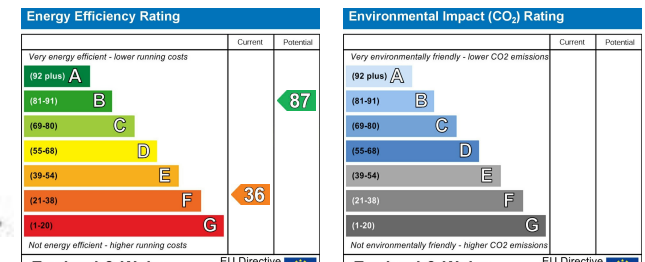 Energy Efficiency Rating
Current Potential
Very energy efficient - lower running costs
(92 plus) A
(81-91) B
87
(69-80) C
(55-68) D
(39-54) E
(21-38) F
36
(1-20) G
Not energy efficient - higher running costs
EU Directive
Environmental Impact (CO2) Rating
Current Potential
Very environmentally friendly - lower CO2 emissions
(92 plus) A
(81-91) B
(69-80) C
(55-68) D
(39-54) E
(21-38) F
(1-20) G
Not environmentally friendly - higher CO2 emissions
EU Directive